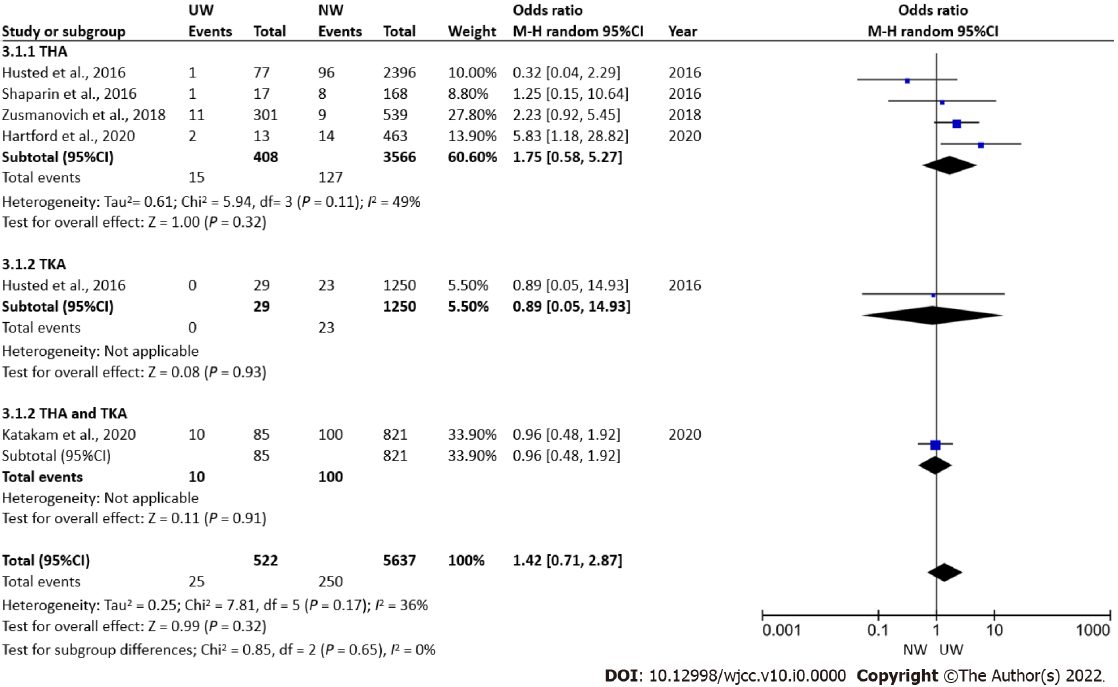 UW NW Odds ratio Odds ratio
Study or subgroup Events Total Events Total Weight M-H random 95%CI Year M-H random 95%CI
3.1.1 THA
Husted et al., 2016 1 77 96 2396 10.00% 0.32 [0.04, 2.29] 2016
Shaparin et al., 2016 1 17 8 168 8.80% 1.25 [0.15, 10.64] 2016
Zusmanovich et al., 2018 11 301 9 539 27.80% 2.23 [0.92, 5.45] 2018
Hartford et al., 2020 2 13 14 463 13.90% 5.83 [1.18, 28.82] 2020
Subtotal (95%CI) 408 3566 60.60% 1.75 [0.58, 5.27]
Total events 15 127
Heterogeneity: Tau²= 0.61; Chi² = 5.94, df= 3 (P = 0.11); I² = 49%
Test for overall effect: Z = 1.00 (P = 0.32)
3.1.2 TKA
Husted et al., 2016 0 29 23 1250 5.50% 0.89 [0.05, 14.93] 2016
Subtotal (95%CI) 29 1250 5.50% 0.89 [0.05, 14.93]
Total events 0 23
Heterogeneity: Not applicable
Test for overall effect: Z = 0.08 (P = 0.93)
3.1.2 THA and TKA
Katakam et al., 2020 10 85 100 821 33.90% 0.96 [0.48, 1.92] 2020
Subtotal (95%CI) 85 821 33.90% 0.96 [0.48, 1.92]
Total events 10 100
Heterogeneity: Not applicable
Test for overall effect: Z = 0.11 (P = 0.91)
Total (95%CI) 522 5637 100% 1.42 [0.71, 2.87]
Total events 25 250
Heterogeneity: Tau² = 0.25; Chi² = 7.81, df = 5 (P = 0.17); I² = 36%
Test for overall effect: Z = 0.99 (P = 0.32)
Test for subgroup differences; Chi² = 0.85, df = 2 (P = 0.65), I² = 0%
0.001 0.1 1 10 1000
NW UW
DOI: 10.12998/wjcc.v10.i0.0000 Copyright ©The Author(s) 2022.